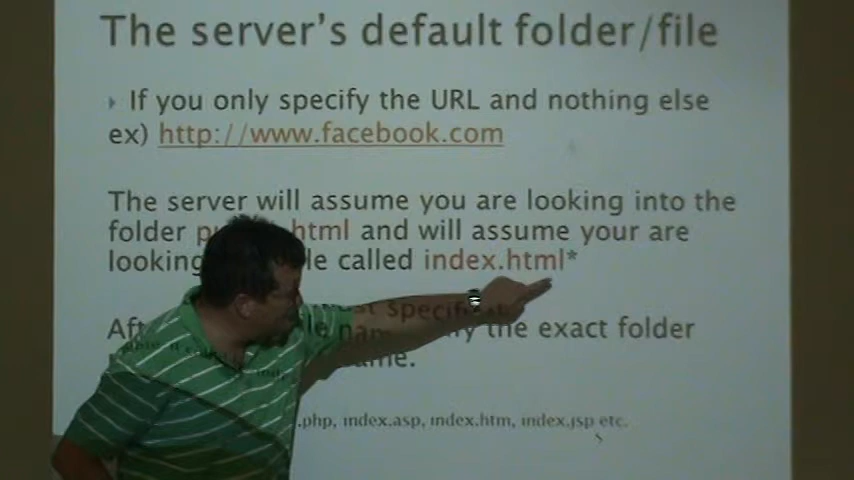 The server's default folder/file
If you only specify the URL and nothing else
ex) http://www.facebook.com
The server will assume you are looking into the
folder html and will assume your are
looking called index.html*
the exact folder
.php, index.asp, index.htm, index.jsp etc.